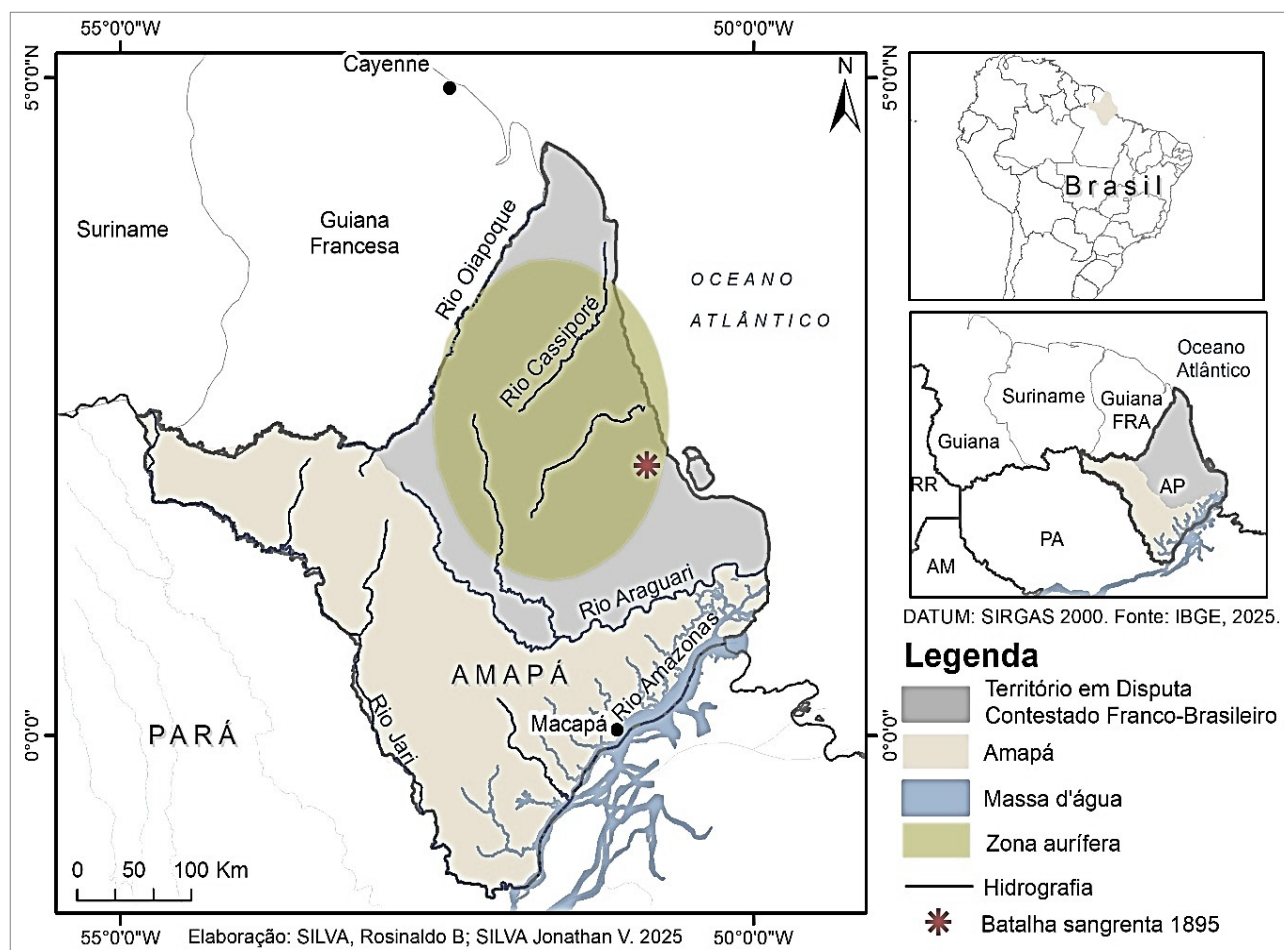 55°0'0"W
50°0'0"W
5°0'0"N
5°0'0"N
0°0'0"
0°0'0"
Cayenne
N
Suriname
Guiana
Francesa
Rio Oiapoque
Rio Cassiporé
OCEANO
ATLÂNTICO
Rio Araguari
AMAPÁ
Rio Amazonas
Macapá
Rio Jari
PARÁ
0 50 100 Km
Elaboração: SILVA, Rosinaldo B; SILVA Jonathan V. 2025
55°0'0"W
50°0'0"W
Brasil
Oceano
Atlântico
Suriname
Guiana
FRA
Guiana
RR
AP
PA
AM
DATUM: SIRGAS 2000. Fonte: IBGE, 2025.
Legenda
Território em Disputa
Contestado Franco-Brasileiro
Amapá
Massa d'água
Zona aurífera
Hidrografia
Batalha sangrenta 1895